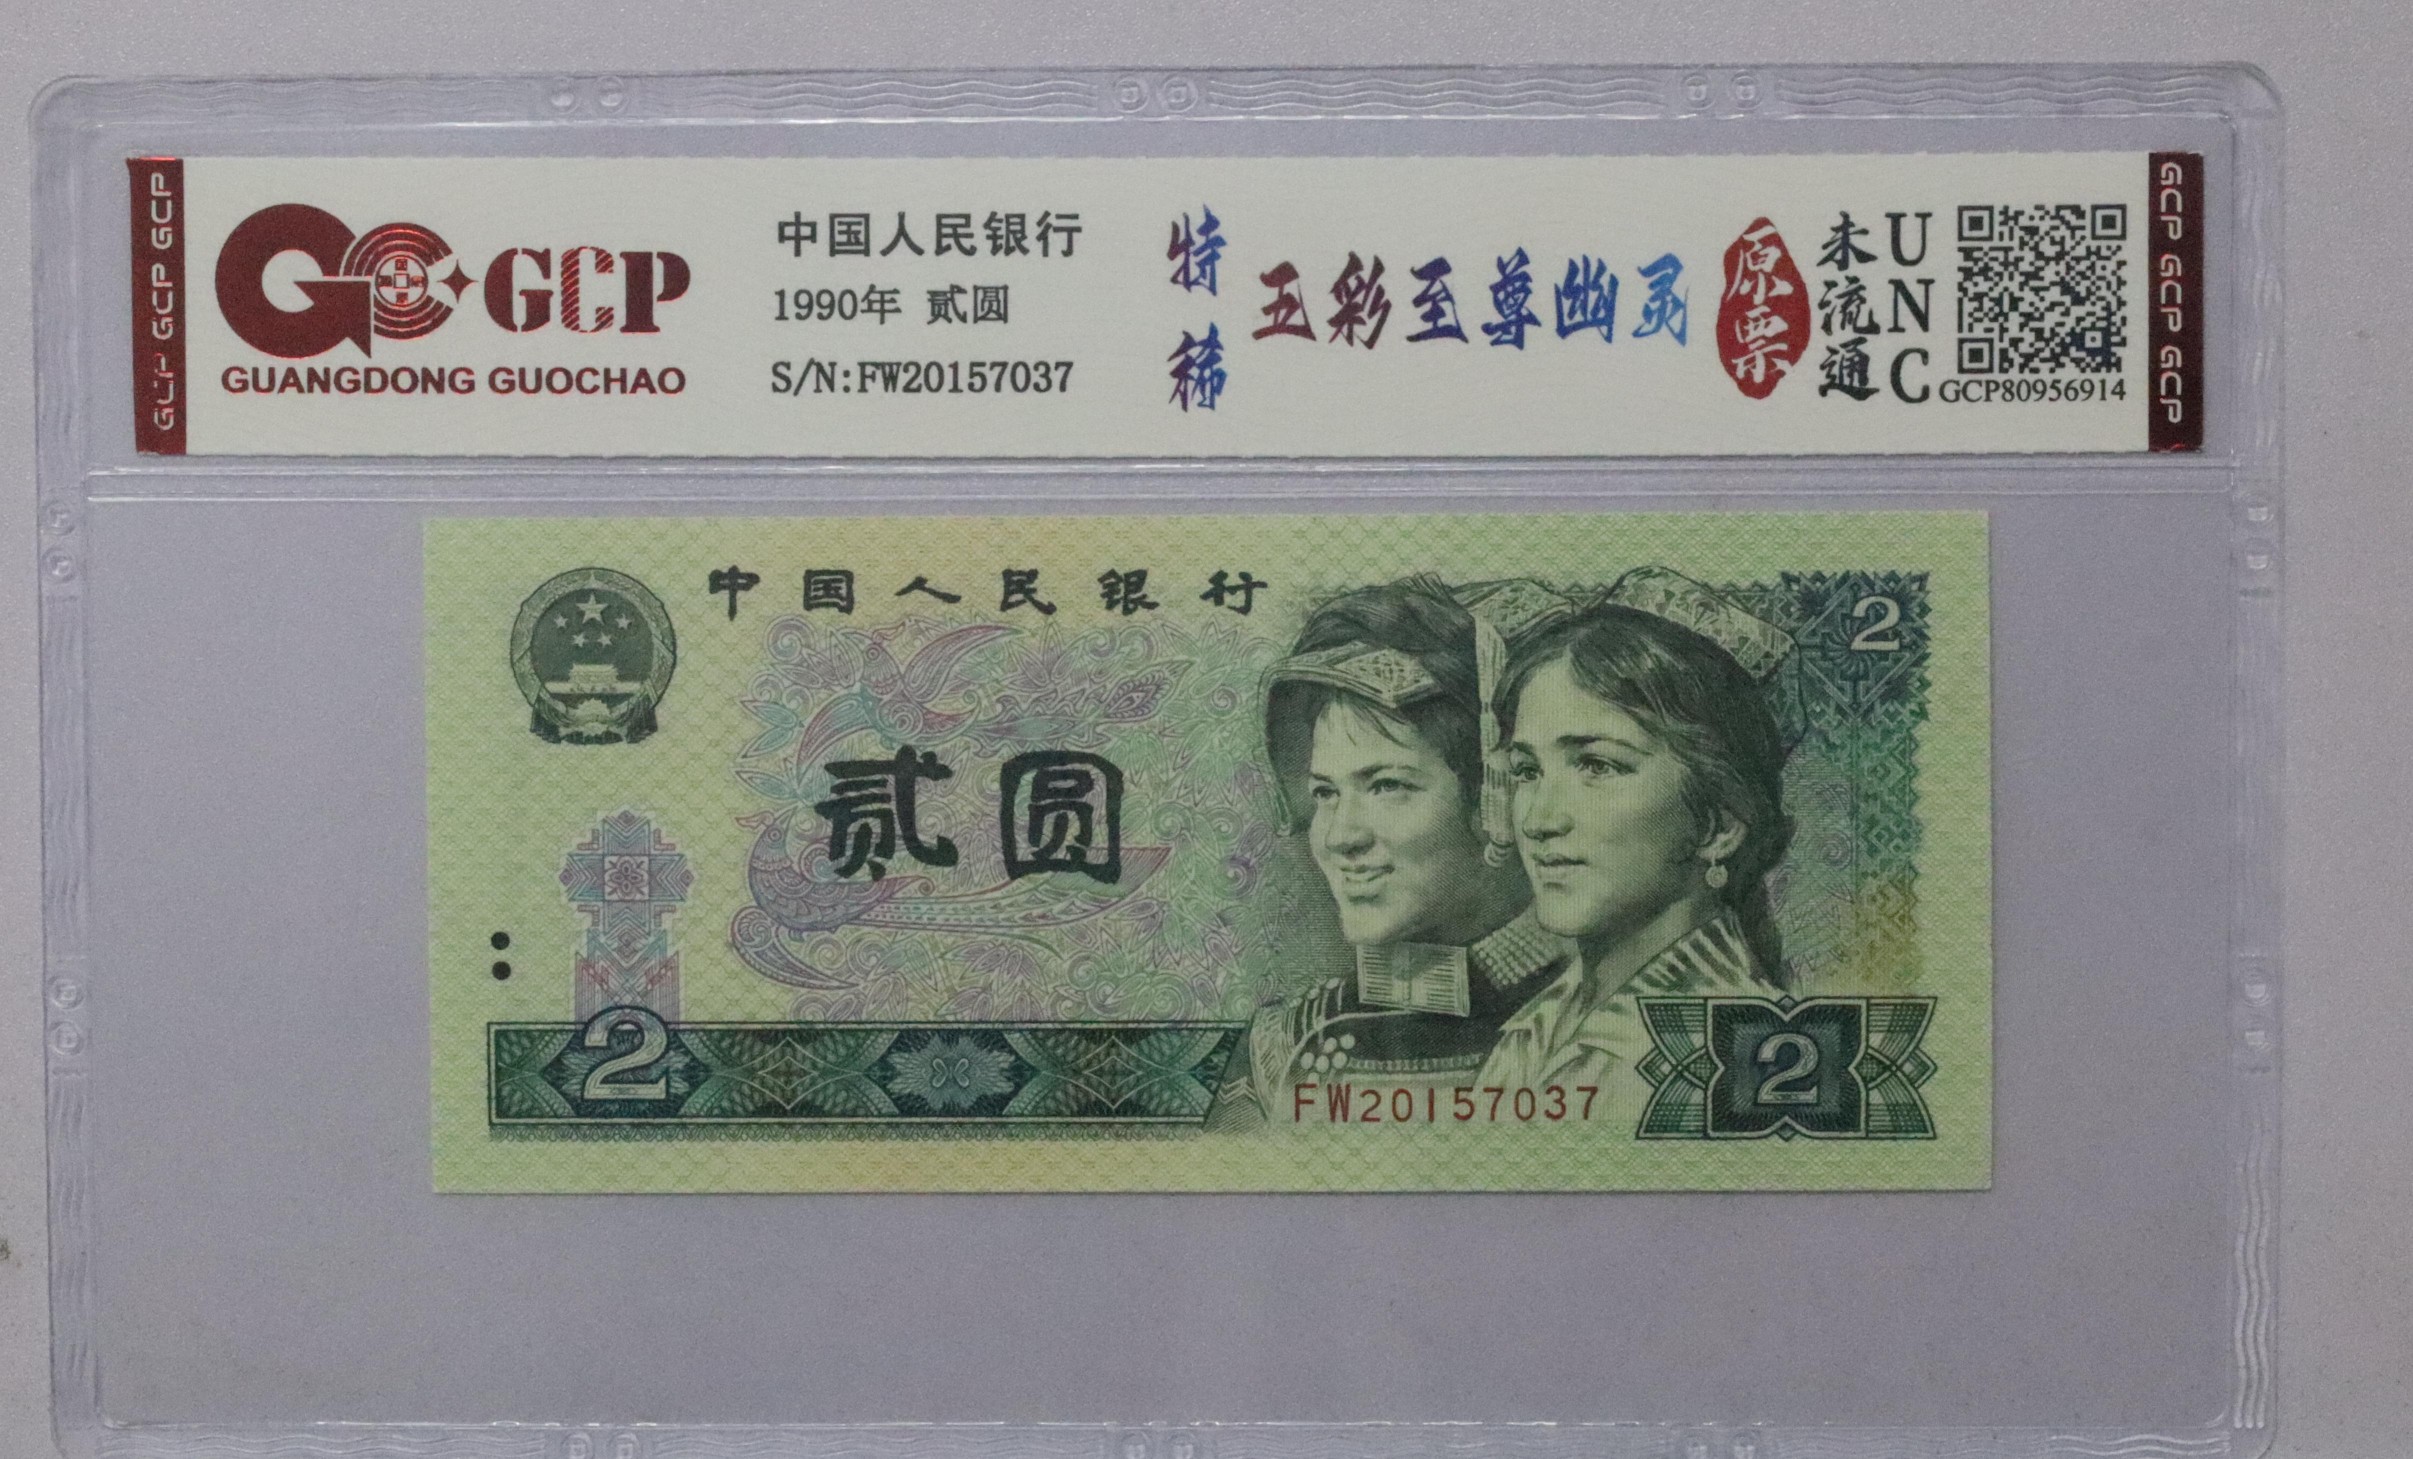 GCP GCP GCP
GCP
GUANGDONG GUOCHAO
中国人民银行
1990年 贰圆
S/N:FW20157037
特稀
五彩至尊幽灵
原票
未流通
UNC
GCP80956914
GCP GCP GCP
中国人民银行
2
贰圆
2
FW20157037
2